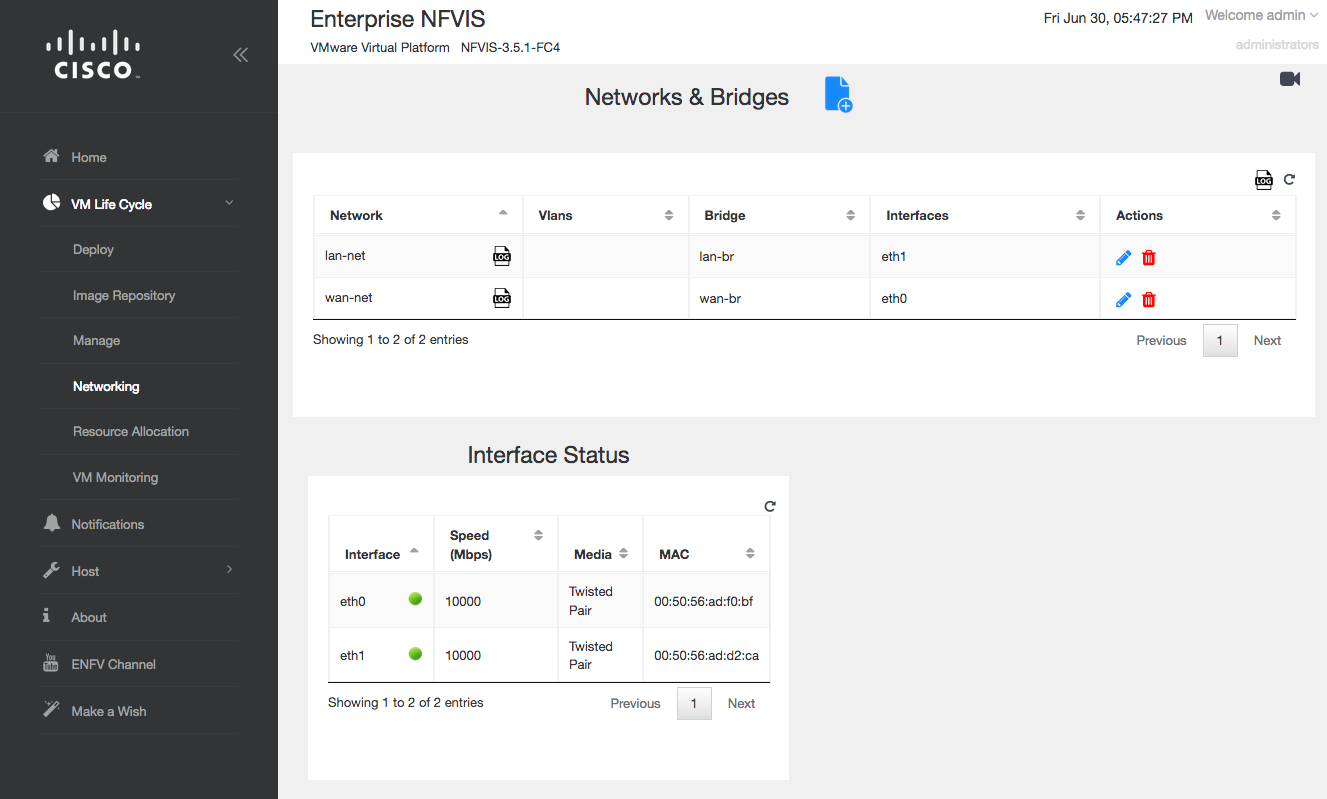 CISCO
Home
VM Life Cycle
Deploy
Image Repository
Manage
Networking
Resource Allocation
VM Monitoring
Notifications
Host
About
You
Tube
ENFV Channel
Make a Wish
Enterprise NFVIS
VMware Virtual Platform NFVIS-3.5.1-FC4
Fri Jun 30, 05:47:27 PM Welcome admin
administrators
Networks & Bridges
LOG
Network Vlans Bridge Interfaces Actions
lan-net LOG lan-br eth1
wan-net LOG wan-br eth0
Showing 1 to 2 of 2 entries Previous 1 Next
Interface Status
Interface Speed (Mbps) Media MAC
eth0 10000 Twisted Pair 00:50:56:ad:f0:bf
eth1 10000 Twisted Pair 00:50:56:ad:d2:ca
Showing 1 to 2 of 2 entries Previous 1 Next